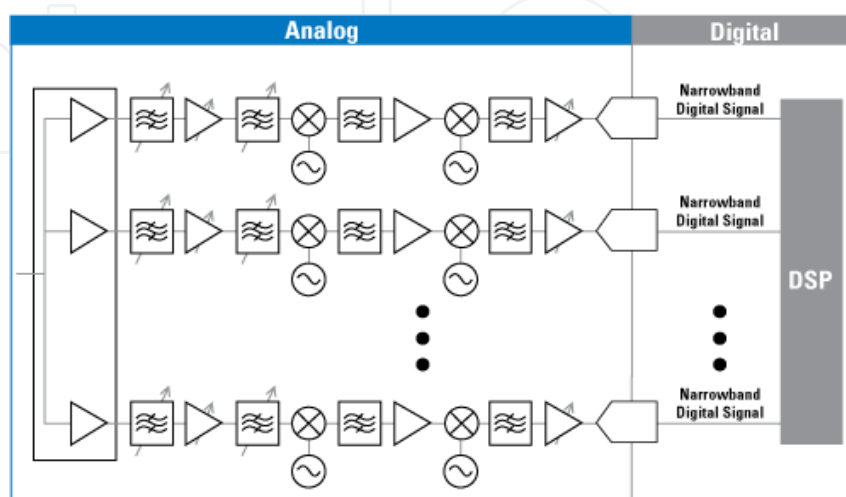 Analog
Digital
Narrowband
Digital Signal
Narrowband
Digital Signal
DSP
Narrowband
Digital Signal